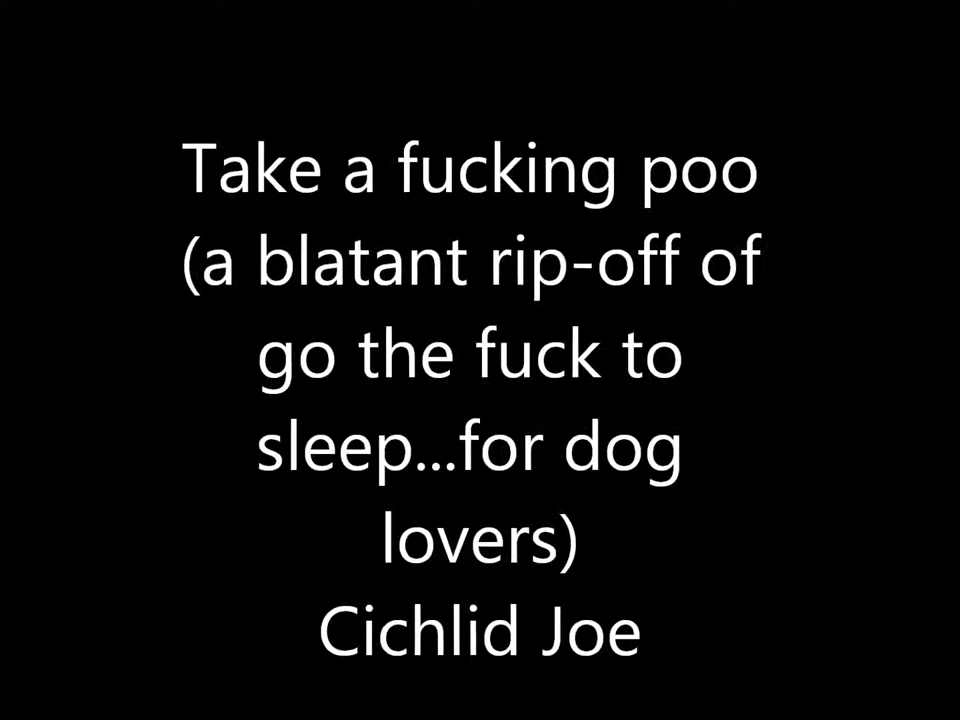 Take a fucking poo
(a blatant rip-off of
go the fuck to
sleep...for dog
lovers)
Cichlid Joe